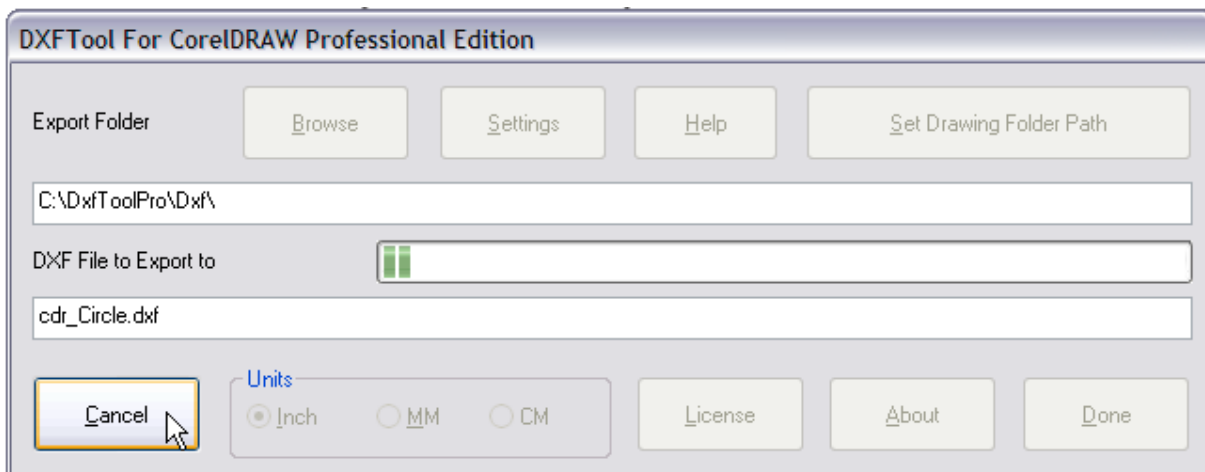 DXFTool For CorelDRAW Professional Edition
Export Folder Browse Settings Help Set Drawing Folder Path
C:\DxfToolPro\Dxf\
DXF File to Export to
cdr_Circle.dxf
Units
Cancel Inch MM CM License About Done